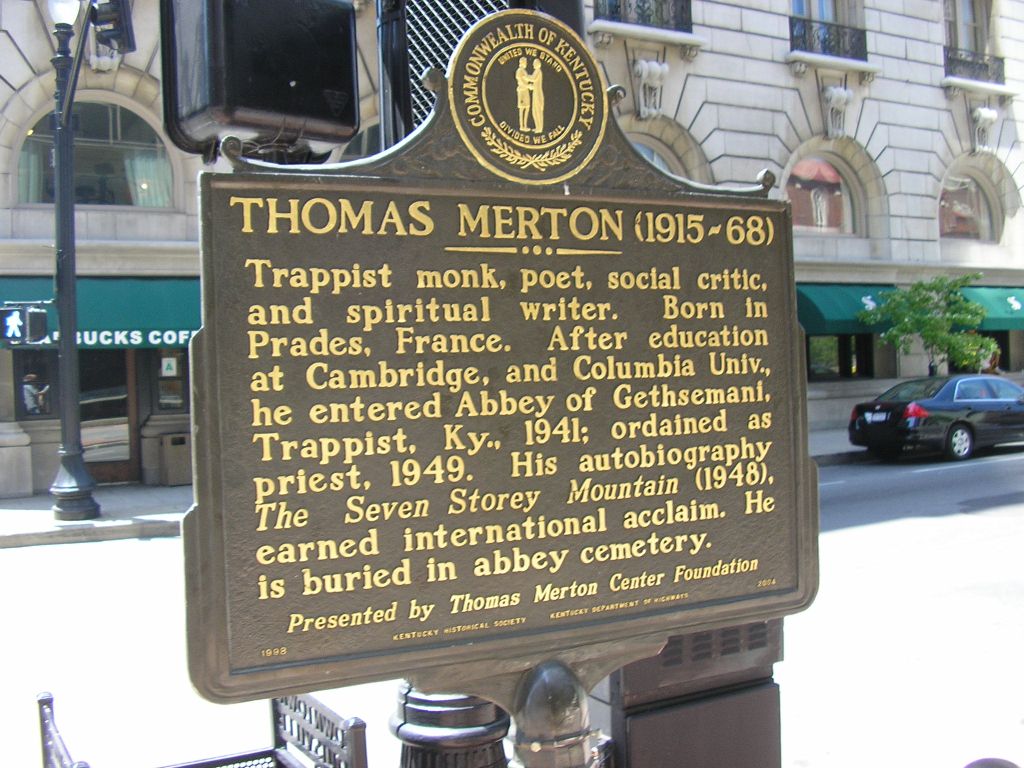 COMMONWEALTH OF KENTUCKY
UNITED WE STAND
DIVIDED WE FALL
THOMAS MERTON (1915-68)
Trappist monk, poet, social critic,
and spiritual writer. Born in
Prades, France. After education
at Cambridge, and Columbia Univ.,
he entered Abbey of Gethsemani,
Trappist, Ky., 1941; ordained as
priest, 1949. His autobiography
The Seven Storey Mountain (1948),
earned international acclaim. He
is buried in abbey cemetery.
Presented by Thomas Merton Center Foundation
KENTUCKY HISTORICAL SOCIETY KENTUCKY DEPARTMENT OF HIGHWAYS
1998
2004
BUCKS COF
S
S